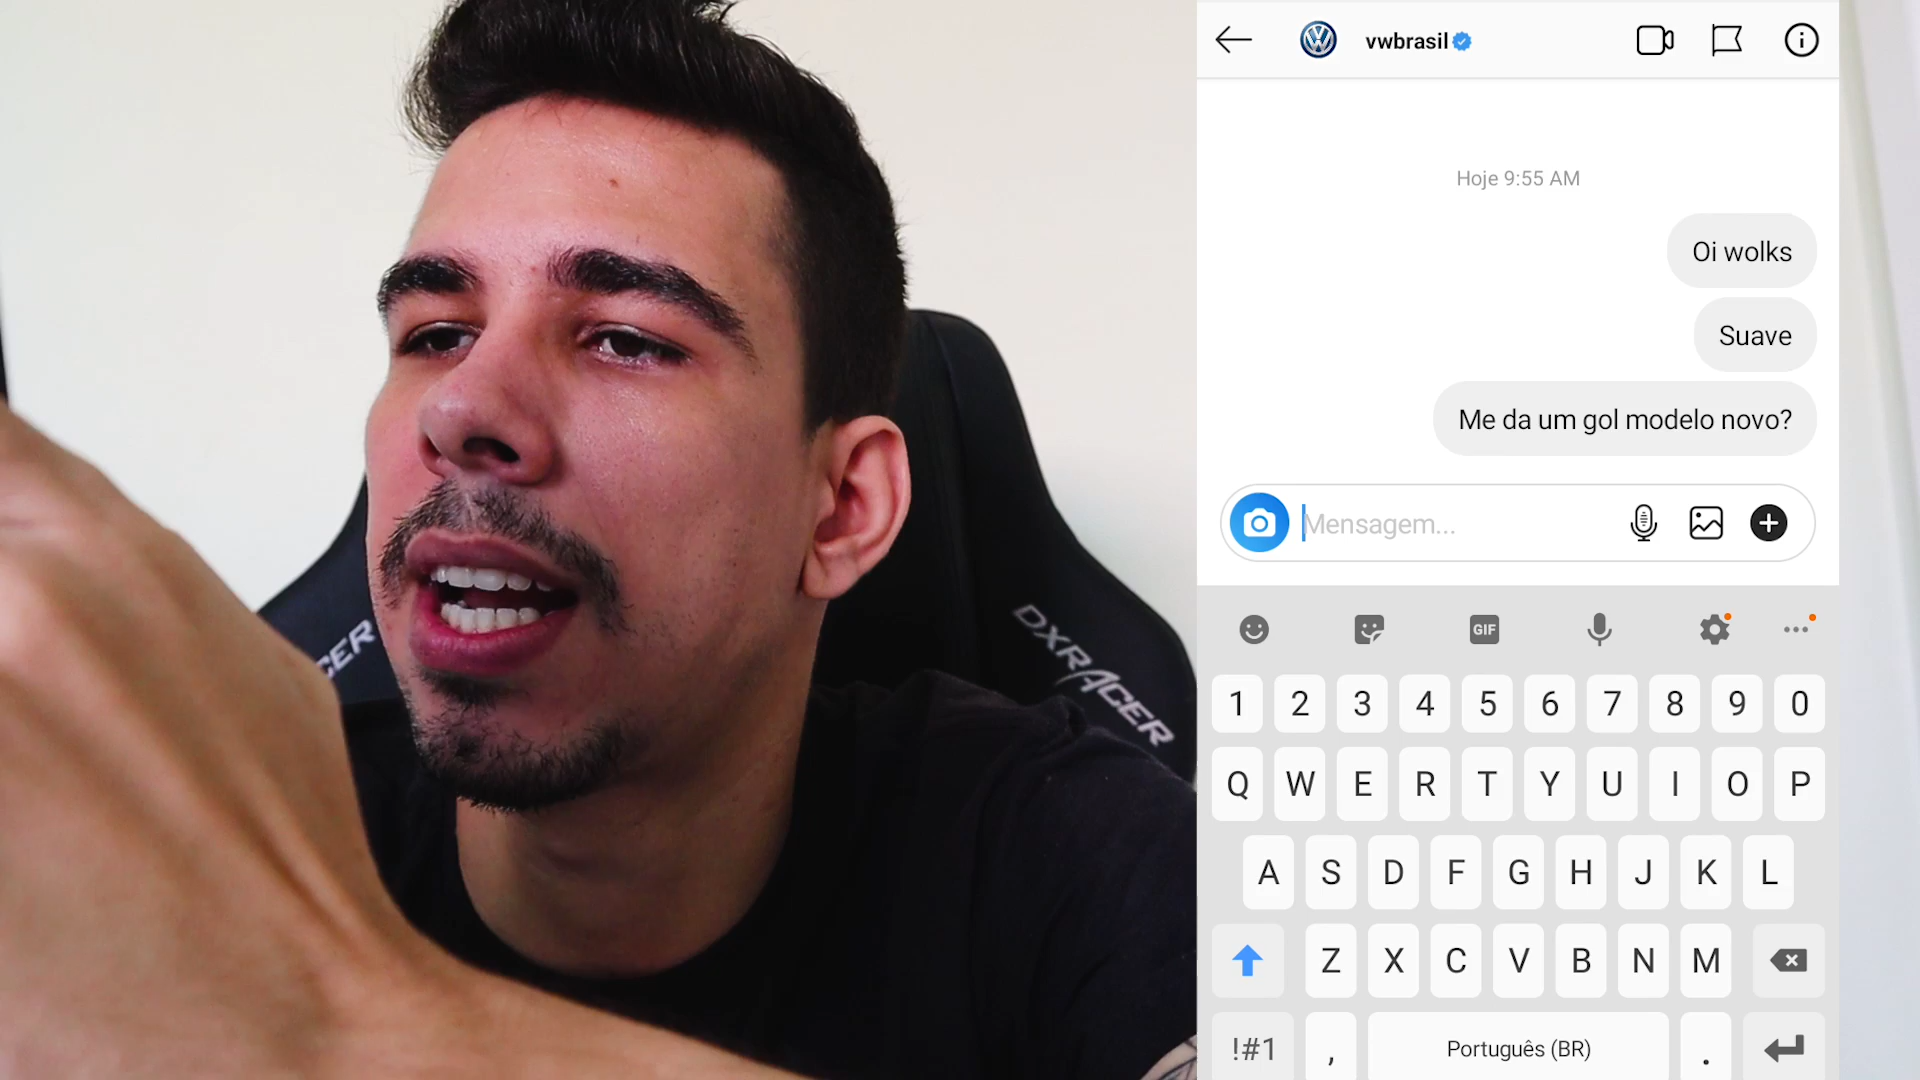 vwbrasil
Hoje 9:55 AM
Oi wolks
Suave
Me da um gol modelo novo?
Mensagem...
GIF
1 2 3 4 5 6 7 8 9 0
Q W E R T Y U I O P
A S D F G H J K L
Z X C V B N M
!#1 , Português (BR) .
CER
DXRACER